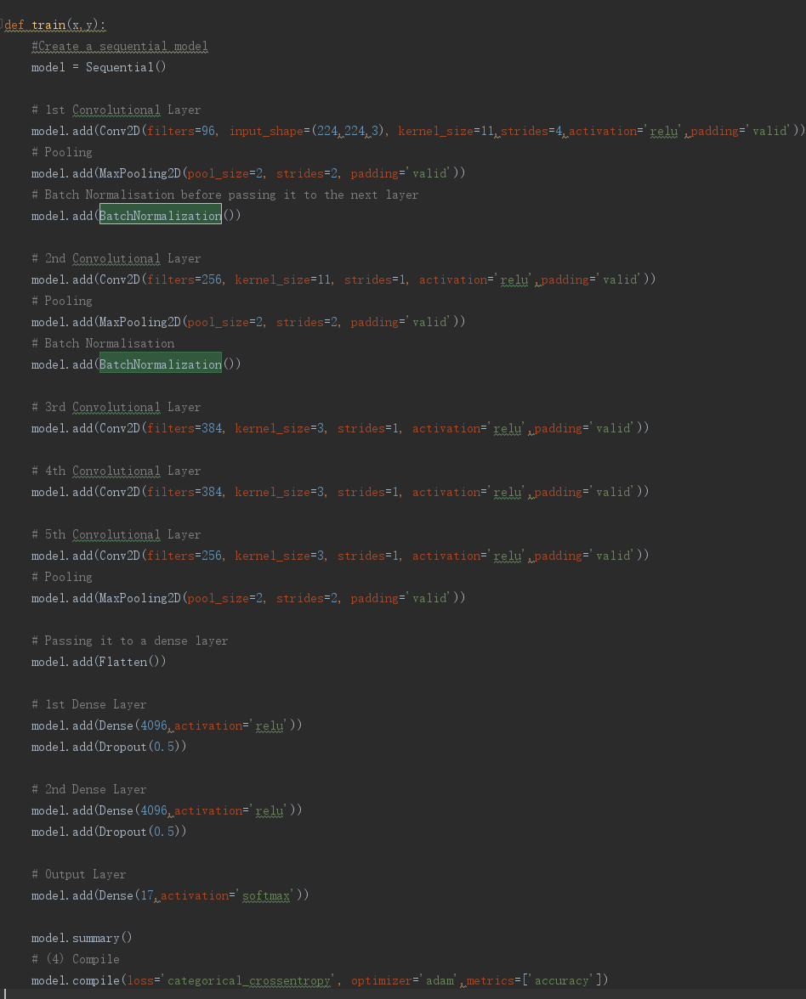 def train(x,y):
    #Create a sequential model
    model = Sequential()
    # 1st Convolutional Layer
    model.add(Conv2D(filters=96, input_shape=(224,224,3), kernel_size=11,strides=4,activation='relu',padding='valid'))
    # Pooling
    model.add(MaxPooling2D(pool_size=2, strides=2, padding='valid'))
    # Batch Normalisation before passing it to the next layer
    model.add(BatchNormalization())
    # 2nd Convolutional Layer
    model.add(Conv2D(filters=256, kernel_size=11, strides=1, activation='relu',padding='valid'))
    # Pooling
    model.add(MaxPooling2D(pool_size=2, strides=2, padding='valid'))
    # Batch Normalisation
    model.add(BatchNormalization())
    # 3rd Convolutional Layer
    model.add(Conv2D(filters=384, kernel_size=3, strides=1, activation='relu',padding='valid'))
    # 4th Convolutional Layer
    model.add(Conv2D(filters=384, kernel_size=3, strides=1, activation='relu',padding='valid'))
    # 5th Convolutional Layer
    model.add(Conv2D(filters=256, kernel_size=3, strides=1, activation='relu',padding='valid'))
    # Pooling
    model.add(MaxPooling2D(pool_size=2, strides=2, padding='valid'))
    # Passing it to a dense layer
    model.add(Flatten())
    # 1st Dense Layer
    model.add(Dense(4096,activation='relu'))
    model.add(Dropout(0.5))
    # 2nd Dense Layer
    model.add(Dense(4096,activation='relu'))
    model.add(Dropout(0.5))
    # Output Layer
    model.add(Dense(17,activation='softmax'))
    model.summary()
    # (4) Compile
    model.compile(loss='categorical_crossentropy', optimizer='adam',metrics=['accuracy'])